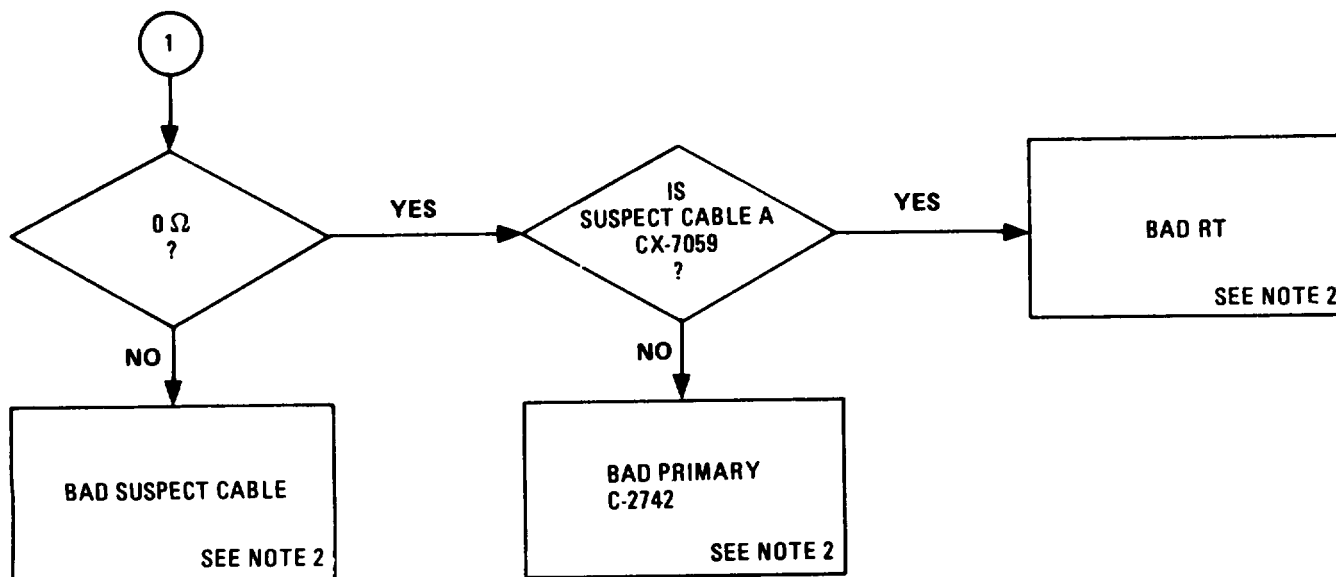 1
0 Ω
?
YES
IS
SUSPECT CABLE A
CX-7059
?
YES
BAD RT
SEE NOTE 2
NO
BAD SUSPECT CABLE
SEE NOTE 2
NO
BAD PRIMARY
C-2742
SEE NOTE 2